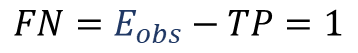 FN = E_obs − TP = 1